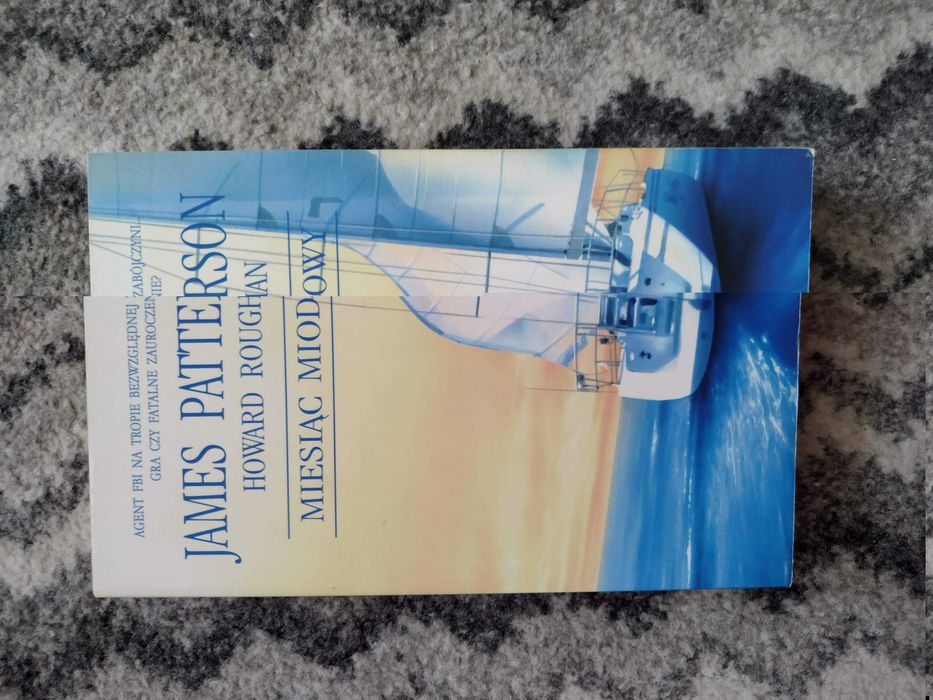 AGENT FBI NA TROPIE BEZWZGLĘDNEJ ZABÓJCZYNI.
GRA CZY FATALNE ZAUROCZENIE?
JAMES PATTERSON
HOWARD ROUGHAN
MIESIĄC MIODOWY